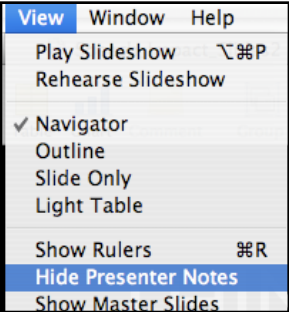 View Window Help
Play Slideshow ⌥⌘P
Rehearse Slideshow
✓ Navigator
Outline
Slide Only
Light Table
Show Rulers ⌘R
Hide Presenter Notes
Show Master Slides